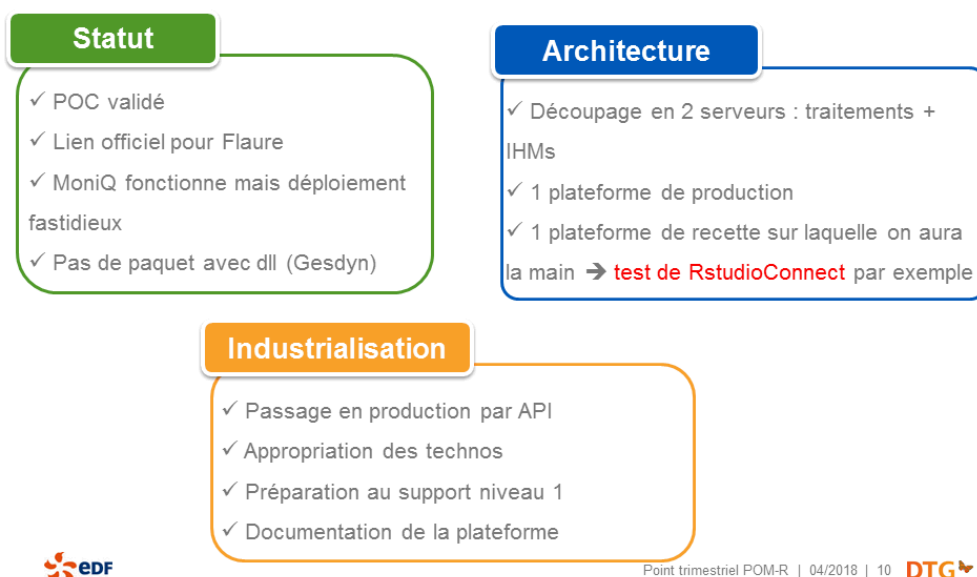 Statut
✓ POC validé
✓ Lien officiel pour Flaure
✓ MoniQ fonctionne mais déploiement
fastidieux
✓ Pas de paquet avec dll (Gesdyn)
Architecture
✓ Découpage en 2 serveurs : traitements +
IHMs
✓ 1 plateforme de production
✓ 1 plateforme de recette sur laquelle on aura
la main ➔ test de RstudioConnect par exemple
Industrialisation
✓ Passage en production par API
✓ Appropriation des technos
✓ Préparation au support niveau 1
✓ Documentation de la plateforme
eDF
Point trimestriel POM-R | 04/2018 | 10
DTG